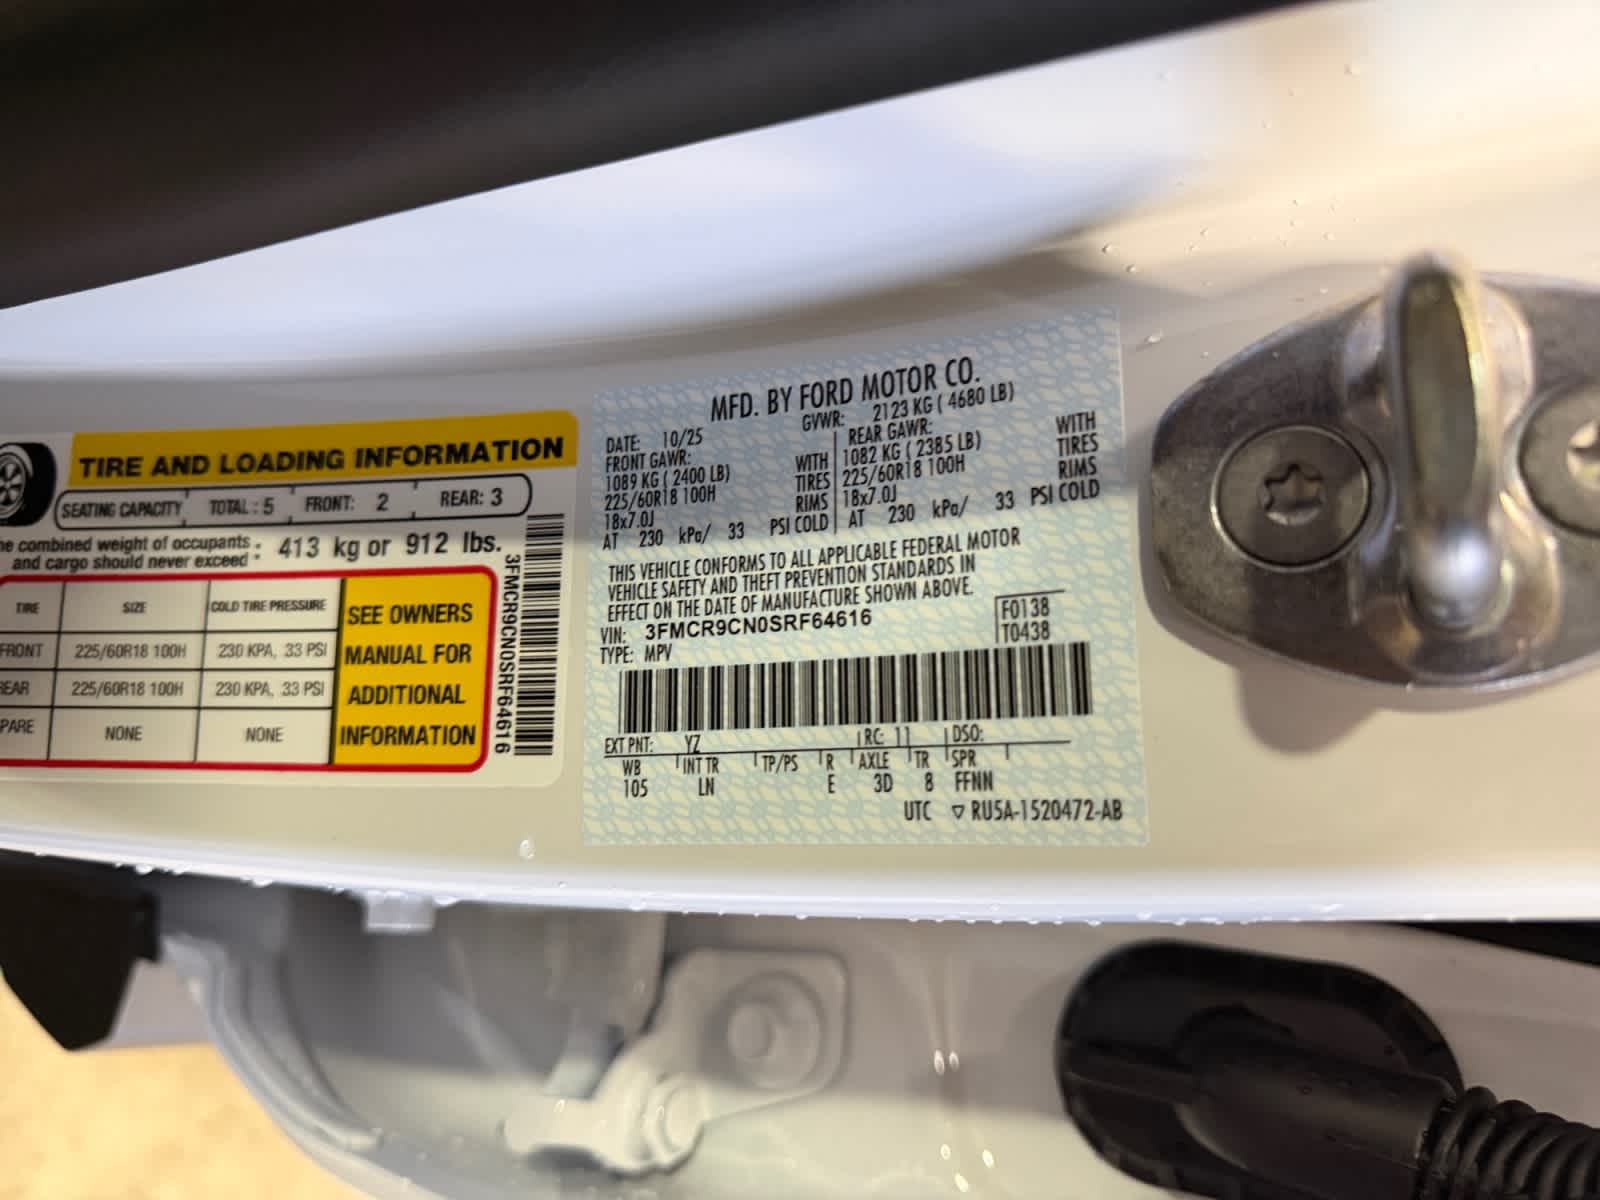 TIRE AND LOADING INFORMATION
SEATING CAPACITY TOTAL : 5 FRONT: 2 REAR: 3
combined weight of occupants : 413 kg or 912 lbs.
and cargo should never exceed :
TIRE SIZE COLD TIRE PRESSURE
FRONT 225/60R18 100H 230 KPA, 33 PSI
225/60R18 100H 230 KPA, 33 PSI
NONE NONE
SEE OWNERS
MANUAL FOR
ADDITIONAL
INFORMATION
3FMCR9CN0SRF64616
MFD. BY FORD MOTOR CO.
DATE: 10/25 GVWR: 2123 KG ( 4680 LB)
FRONT GAWR: REAR GAWR:
1089 KG ( 2400 LB) WITH 1082 KG ( 2385 LB) WITH
225/60R18 100H TIRES 225/60R18 100H TIRES
18x7.0J RIMS 18x7.0J RIMS
AT 230 kPa/ 33 PSI COLD AT 230 kPa/ 33 PSI COLD
THIS VEHICLE CONFORMS TO ALL APPLICABLE FEDERAL MOTOR
VEHICLE SAFETY AND THEFT PREVENTION STANDARDS IN
EFFECT ON THE DATE OF MANUFACTURE SHOWN ABOVE.
VIN: 3FMCR9CN0SRF64616 F0138
TYPE: MPV T0438
EXT PNT: YZ RC: 11 DSO:
WB INT TR TP/PS R AXLE TR SPR
105 LN E 3D 8 FFNN
UTC ▽ RU5A-1520472-AB